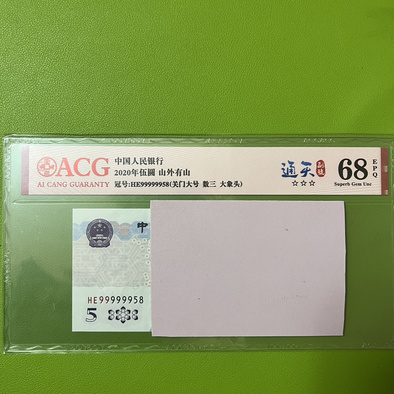 ACG
AI CANG GUARANTY
中国人民银行
2020年伍圆 山外有山
冠号:HE99999958(关门大号 数三 大象头)
通天
☆☆☆
68
EPQ
Superb Gem Unc
中
HE99999958
5